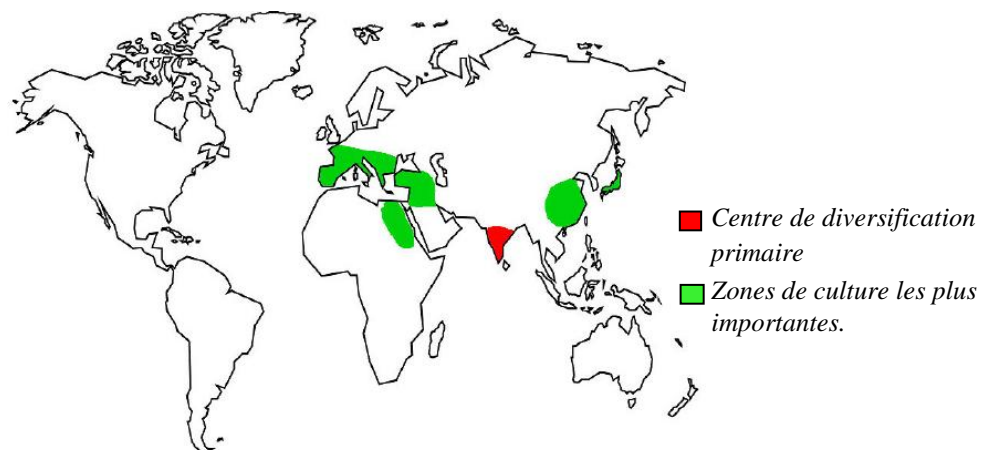 Centre de diversification
primaire
Zones de culture les plus
importantes.